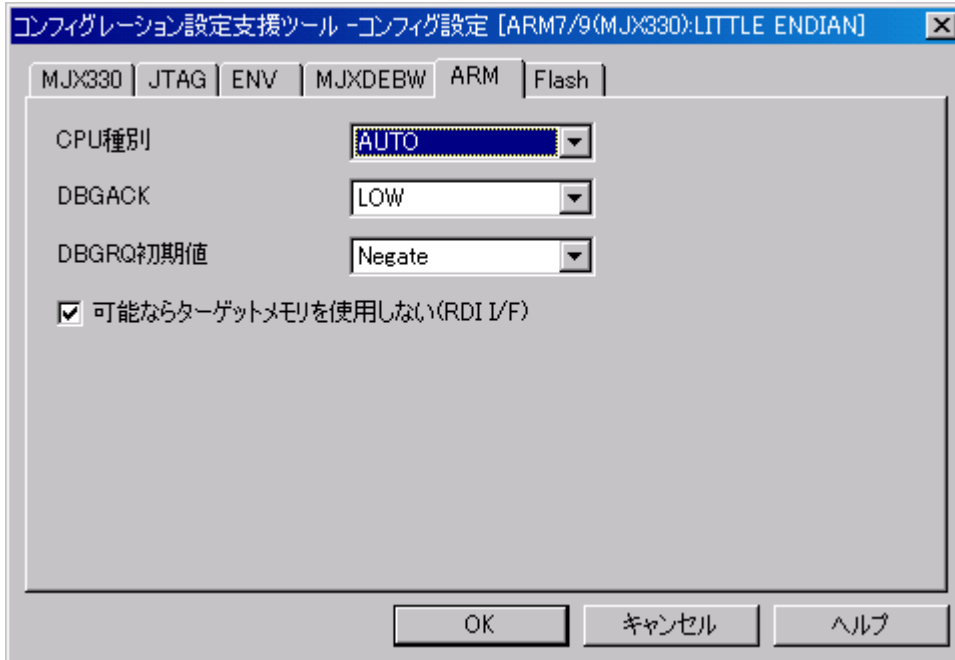 コンフィグレーション設定支援ツール -コンフィグ設定 [ARM7/9(MJX330):LITTLE ENDIAN]
MJX330 JTAG ENV MJXDEBW ARM Flash
CPU種別 AUTO
DBGACK LOW
DBGRQ初期値 Negate
可能ならターゲットメモリを使用しない(RDI I/F)
OK キャンセル ヘルプ